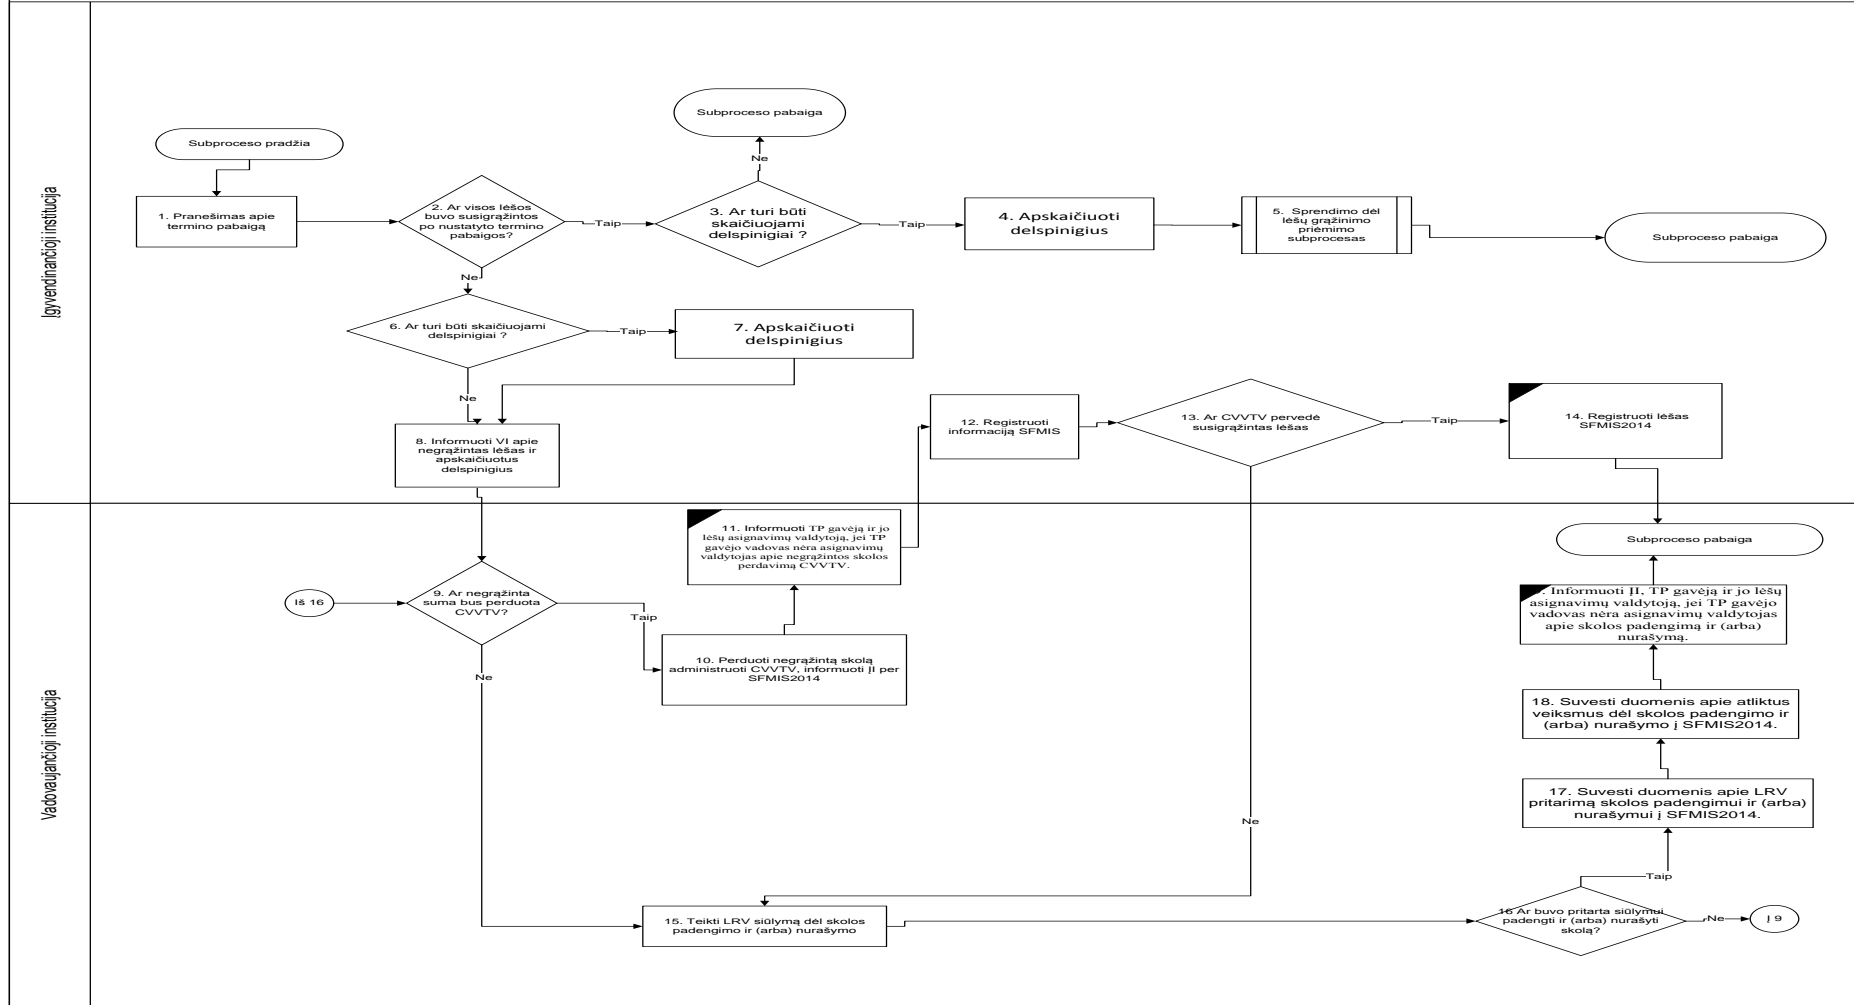 Įgyvendinančioji institucija
Subproceso pradžia
1. Pranešimas apie
termino pabaigą
2. Ar visos lėšos
buvo susigrąžintos
po nustatyto termino
pabaigos?
Taip
Subproceso pabaiga
Ne
3. Ar turi būti
skaičiuojami
delspinigiai ?
Taip
4. Apskaičiuoti
delspinigius
5. Sprendimo dėl
lėšų grąžinimo
priėmimo
subprocesas
Subproceso pabaiga
Ne
6. Ar turi būti skaičiuojami
delspinigiai ?
Taip
7. Apskaičiuoti
delspinigius
Ne
8. Informuoti VI apie
negrąžintas lėšas ir
apskaičiuotus
delspinigius
12. Registruoti
informaciją SFMIS
13. Ar CVVTV pervedė
susigrąžintas lėšas
Taip
14. Registruoti lėšas
SFMIS2014
Vadovaujančioji institucija
Iš 16
9. Ar negrąžinta
suma bus perduota
CVVTV?
Taip
10. Perduoti negrąžintą skolą
administruoti CVVTV, informuoti ĮI per
SFMIS2014
11. Informuoti TP gavėją ir jo
lėšų asignavimų valdytoją, jei TP
gavėjo vadovas nėra asignavimų
valdytojas apie negrąžintos skolos
perdavimą CVVTV.
Ne
Ne
15. Teikti LRV siūlymą dėl skolos
padengimo ir (arba) nurašymo
16 Ar buvo pritarta siūlymui
padengti ir (arba) nurašyti
skolą?
Ne
Į 9
Taip
17. Suvesti duomenis apie LRV
pritarimą skolos padengimui ir (arba)
nurašymui į SFMIS2014.
18. Suvesti duomenis apie atliktus
veiksmus dėl skolos padengimo ir
(arba) nurašymo į SFMIS2014.
. Informuoti ĮI, TP gavėją ir jo lėšų
asignavimų valdytoją, jei TP gavėjo
vadovas nėra asignavimų valdytojas
apie skolos padengimą ir (arba)
nurašymą.
Subproceso pabaiga